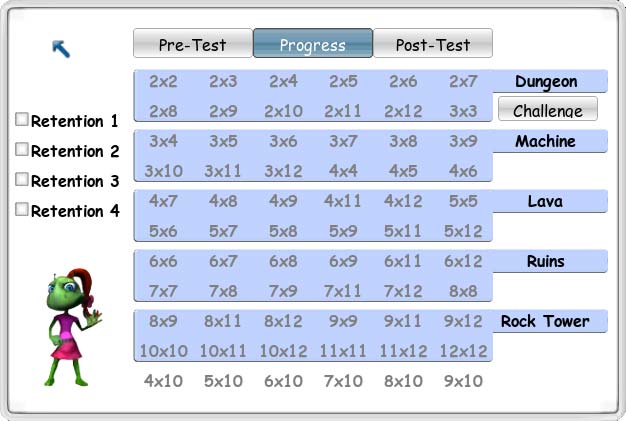 Pre-Test Progress Post-Test
2x2 2x3 2x4 2x5 2x6 2x7 Dungeon
2x8 2x9 2x10 2x11 2x12 3x3 Challenge
Retention 1
3x4 3x5 3x6 3x7 3x8 3x9 Machine
Retention 2
3x10 3x11 3x12 4x4 4x5 4x6
Retention 3
4x7 4x8 4x9 4x11 4x12 5x5 Lava
Retention 4
5x6 5x7 5x8 5x9 5x11 5x12
6x6 6x7 6x8 6x9 6x11 6x12 Ruins
7x7 7x8 7x9 7x11 7x12 8x8
8x9 8x11 8x12 9x9 9x11 9x12 Rock Tower
10x10 10x11 10x12 11x11 11x12 12x12
4x10 5x10 6x10 7x10 8x10 9x10